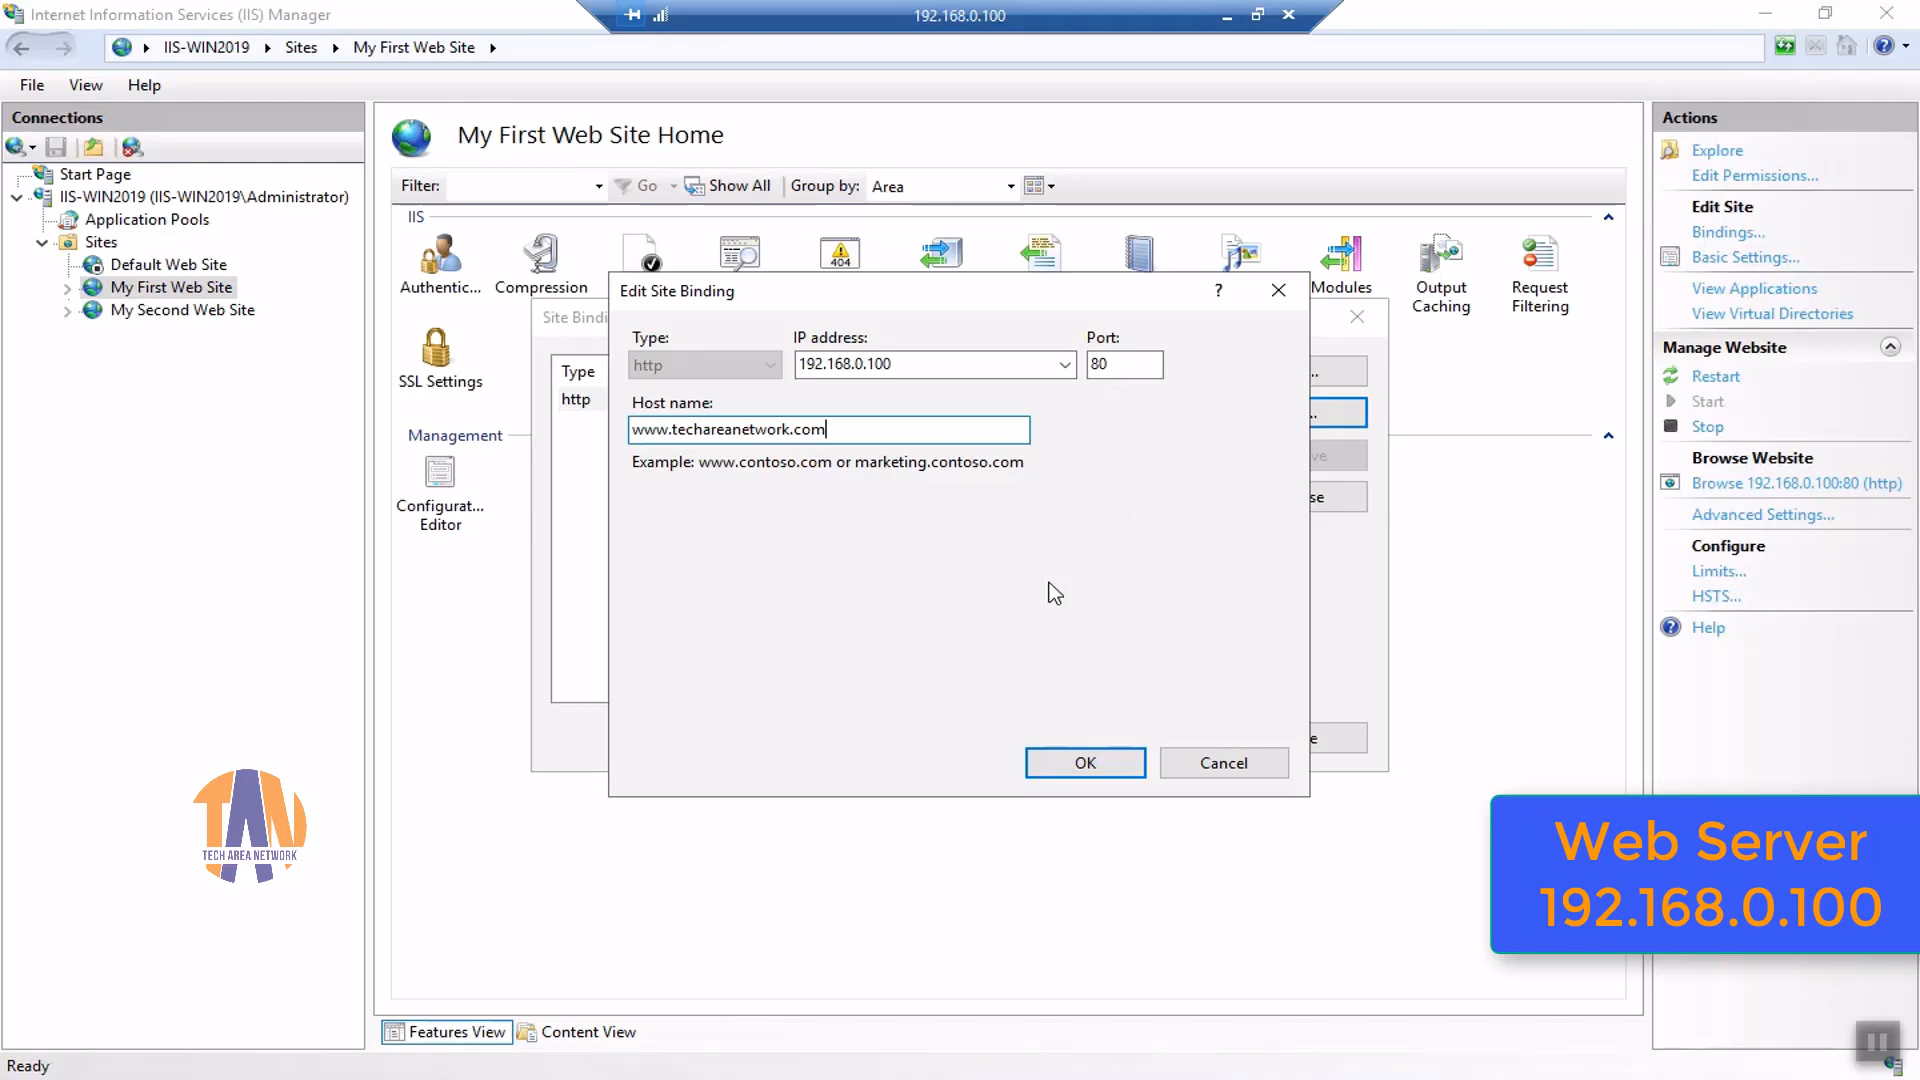 Internet Information Services (IIS) Manager
192.168.0.100
IIS-WIN2019 Sites My First Web Site
File View Help
Connections
Start Page
IIS-WIN2019 (IIS-WIN2019\Administrator)
Application Pools
Sites
Default Web Site
My First Web Site
My Second Web Site
My First Web Site Home
Filter: Go Show All Group by: Area
IIS
Authentic... Compression
404
Modules
Output
Caching
Request
Filtering
SSL Settings
Management
Configurat...
Editor
Site Bindi
Type
http
Edit Site Binding
?
Type: IP address: Port:
http 192.168.0.100 80
Host name:
www.techareanetwork.com
Example: www.contoso.com or marketing.contoso.com
OK Cancel
..
..
ve
se
e
Actions
Explore
Edit Permissions...
Edit Site
Bindings...
Basic Settings...
View Applications
View Virtual Directories
Manage Website
Restart
Start
Stop
Browse Website
Browse 192.168.0.100:80 (http)
Advanced Settings...
Configure
Limits...
HSTS...
Help
TAN
TECH AREA NETWORK
Web Server
192.168.0.100
Features View Content View
Ready